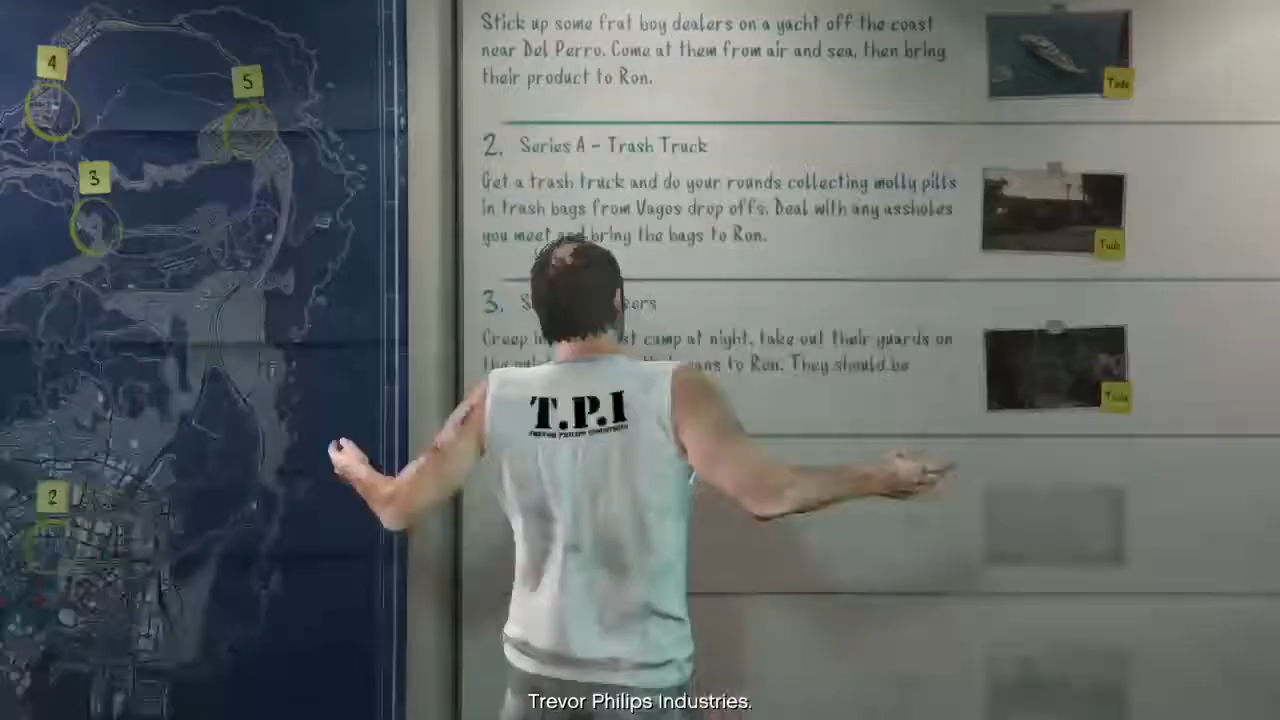 Stick up some frat boy dealers on a yacht off the coast
near Del Perro. Come at them from air and sea, then bring
their product to Ron.
4
5
2. Series A - Trash Truck
Get a trash truck and do your rounds collecting molly pills
in trash bags from Vagos drop offs. Deal with any assholes
you meet and bring the bags to Ron.
3
3.
Creep camp at night, take out their guards on
to Ron. They should be
T.P.I
TREVOR PHILIPS INDUSTRIES
2
Trevor Philips Industries.